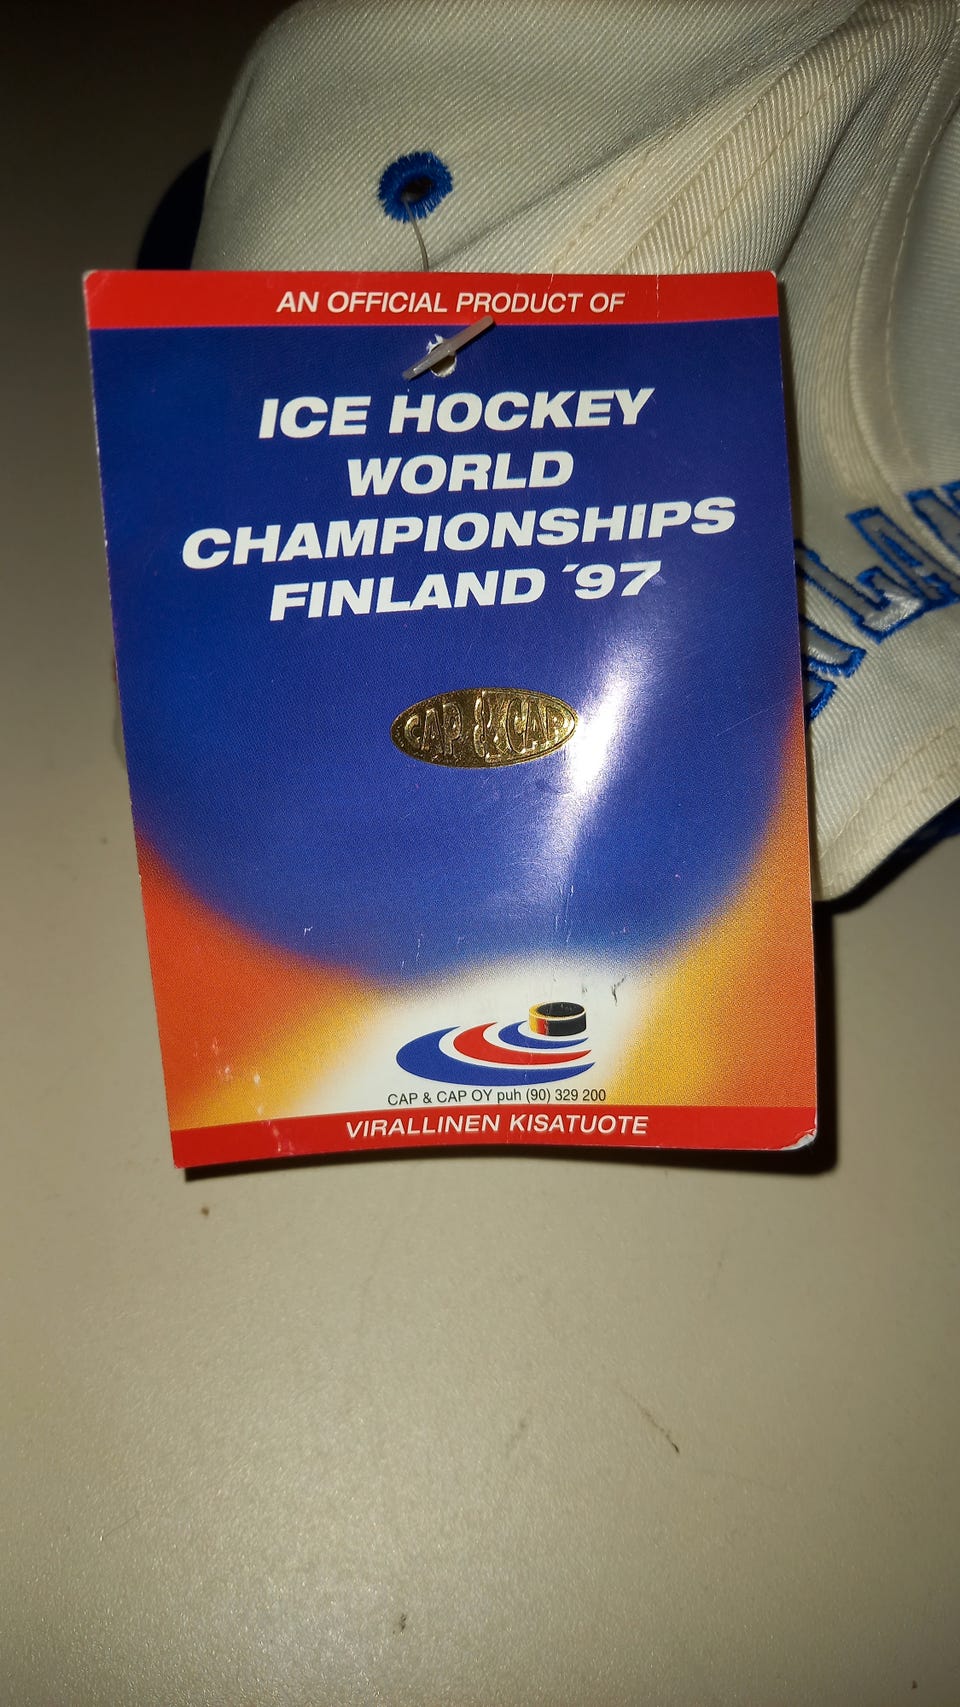 AN OFFICIAL PRODUCT OF
ICE HOCKEY
WORLD
CHAMPIONSHIPS
FINLAND ´97
CAP & CAP
CAP & CAP OY puh (90) 329 200
VIRALLINEN KISATUOTE